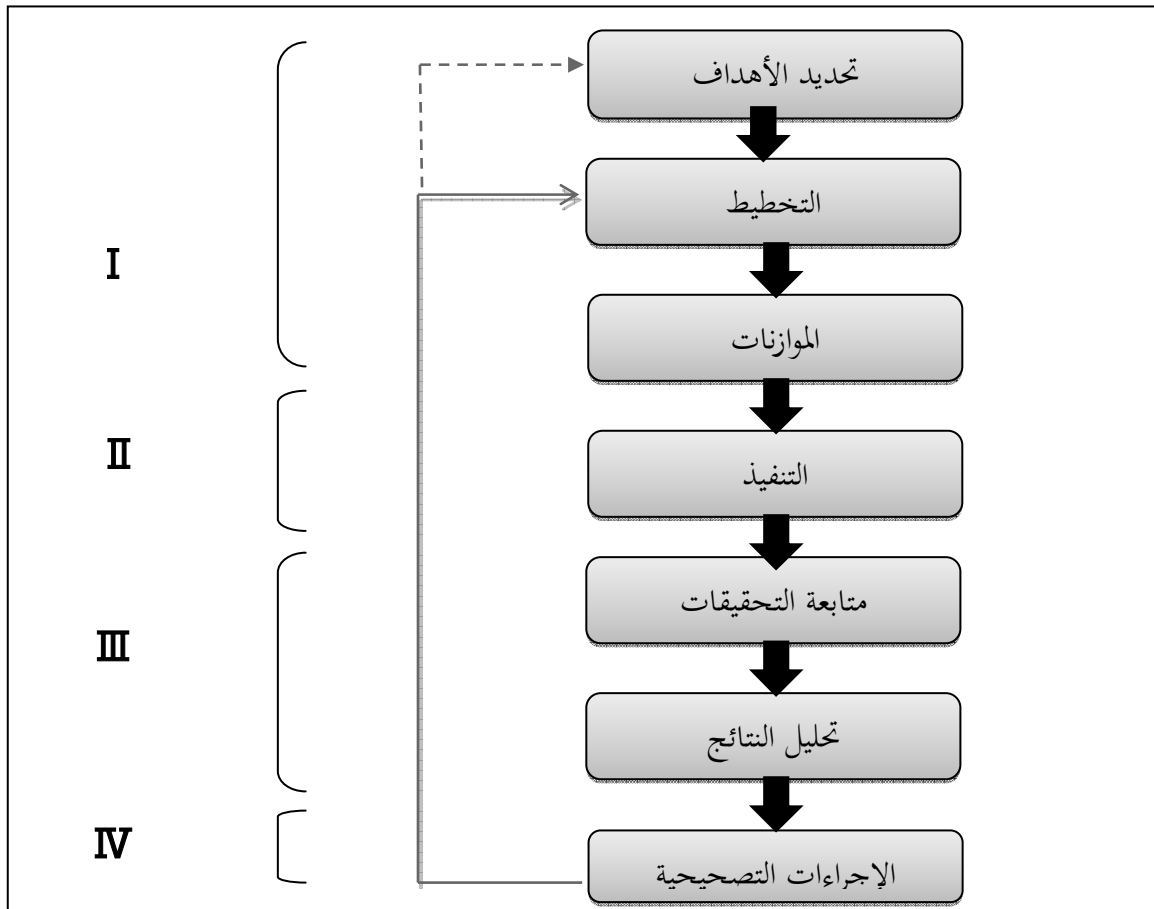 تحديد الأهداف
التخطيط
I
الموازنات
II
التنفيذ
متابعة التحقيقات
III
تحليل النتائج
IV
الإجراءات التصحيحية